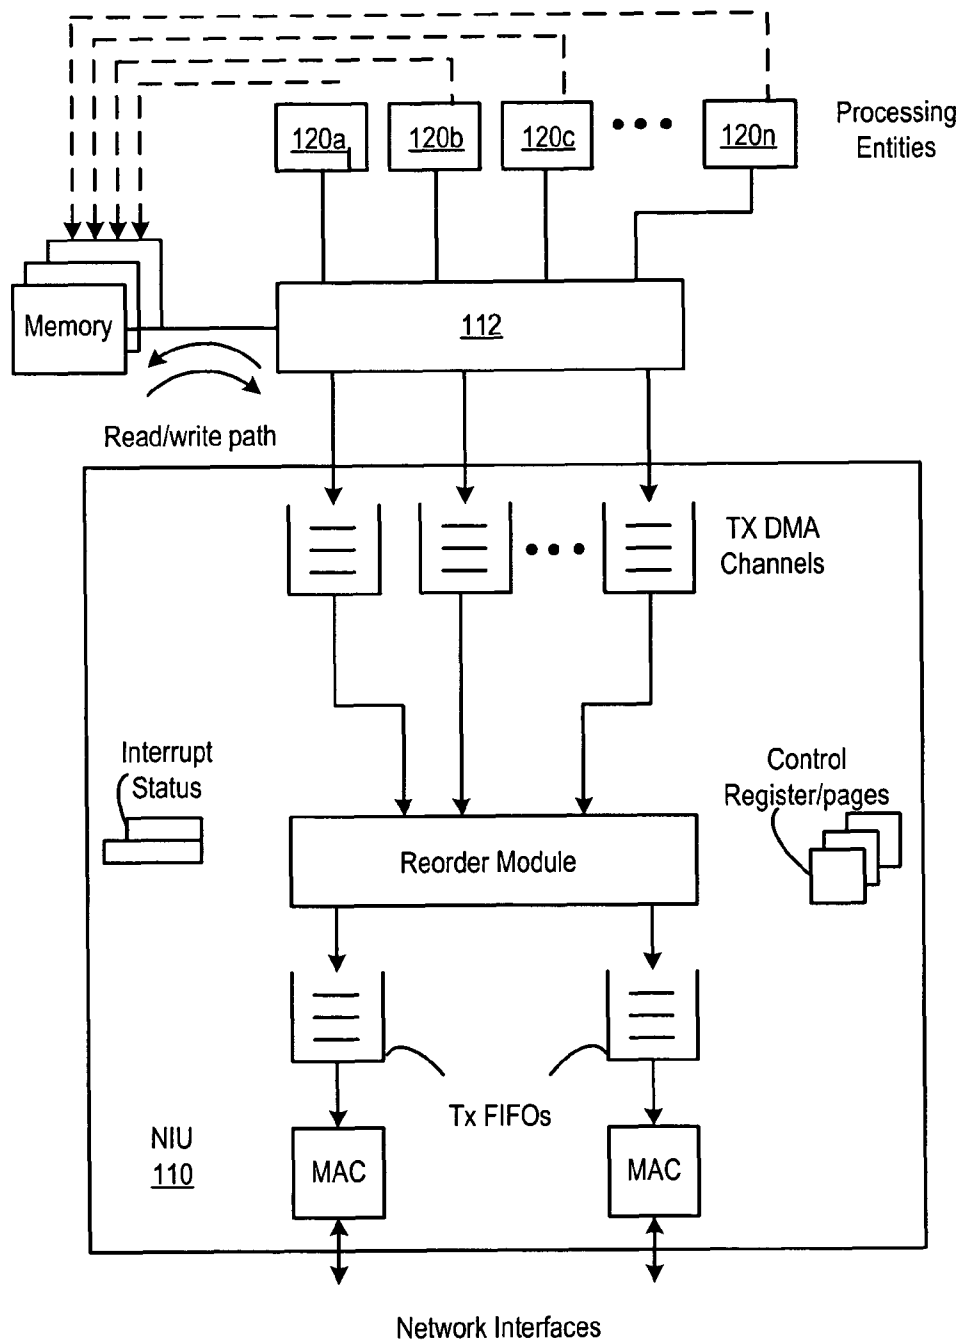 120a
120b
120c
120n
Processing
Entities
Memory
112
Read/write path
TX DMA
Channels
Interrupt
Status
Control
Register/pages
Reorder Module
Tx FIFOs
NIU
110
MAC
MAC
Network Interfaces